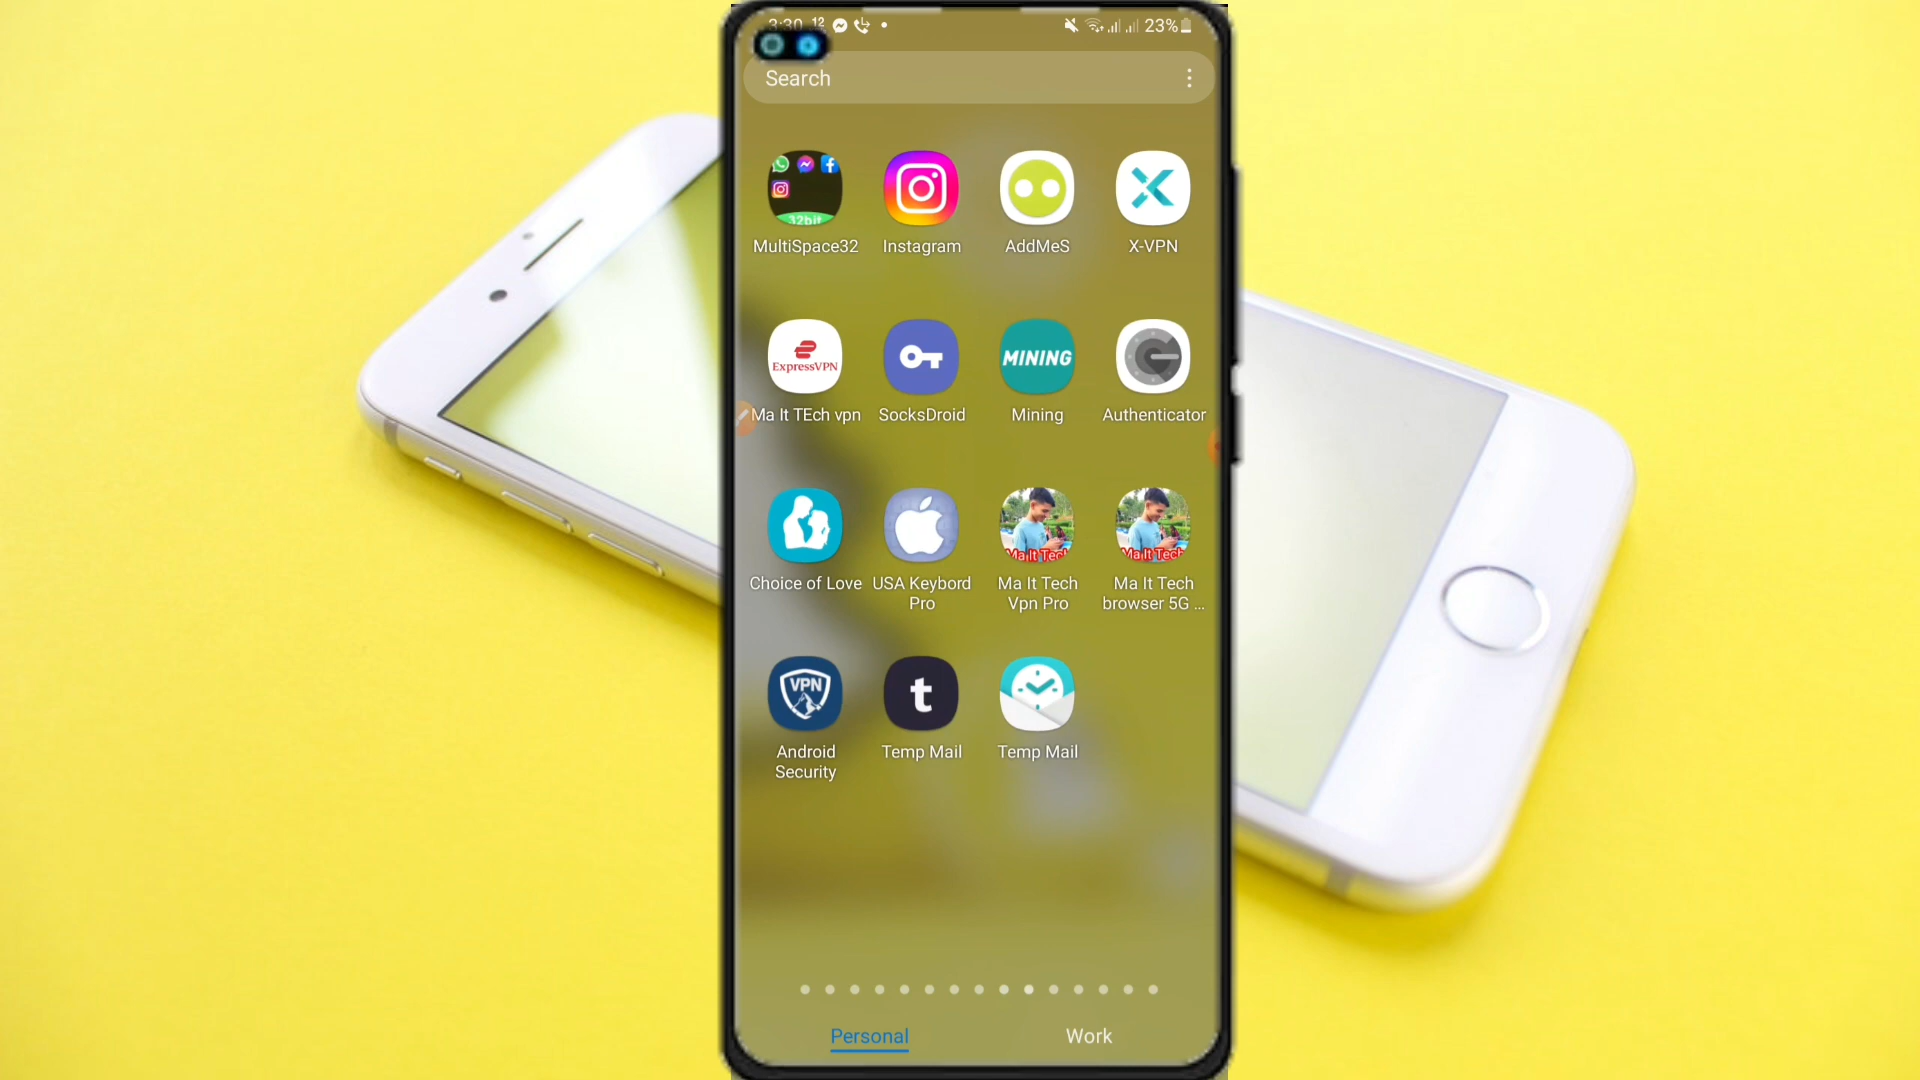 3:30 12 23%
Search
32bit
MultiSpace32 Instagram AddMeS X-VPN
ExpressVPN MINING
Ma It TEch vpn SocksDroid Mining Authenticator
Ma It Tech Ma It Tech
Choice of Love USA Keybord Pro Ma It Tech Vpn Pro Ma It Tech browser 5G ...
VPN t
Android Security Temp Mail Temp Mail
Personal Work